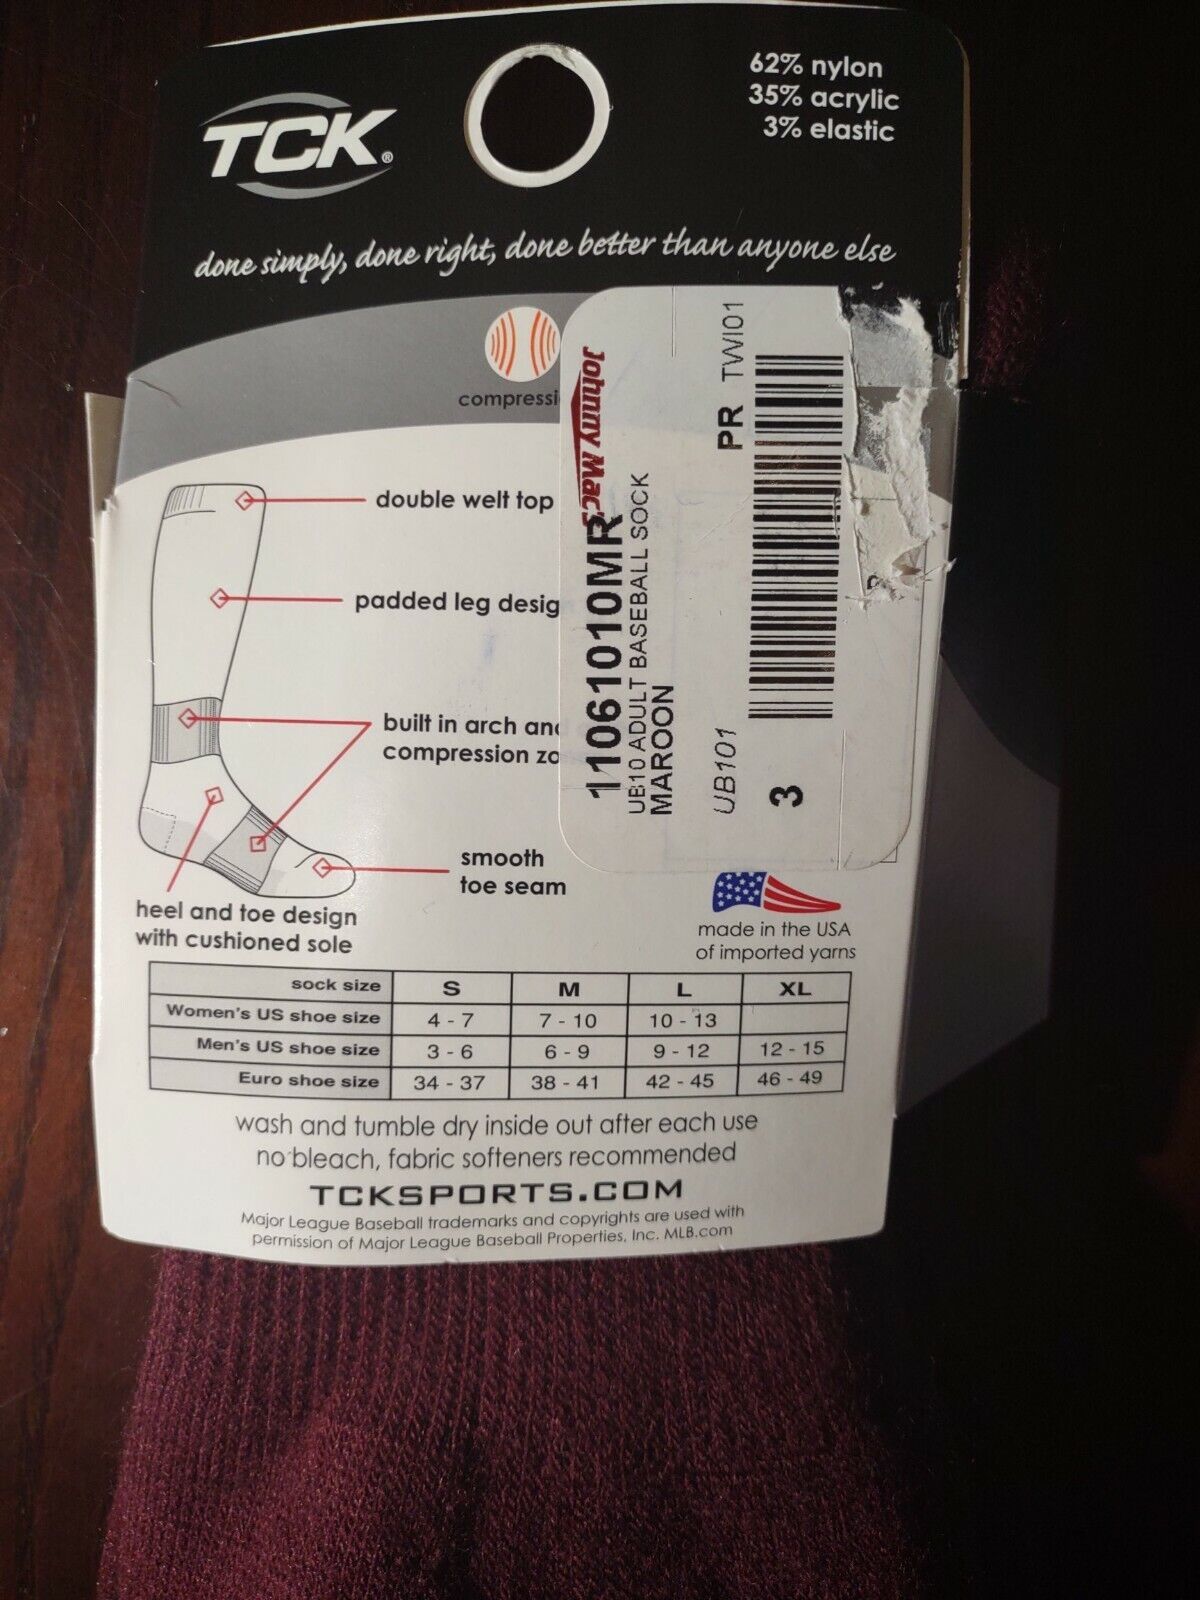 TCK®
62% nylon
35% acrylic
3% elastic
done simply, done right, done better than anyone else
Johnny Mac's
11061010MR
UB10 ADULT BASEBALL SOCK
MAROON
PR TWI01
UB101
3
double welt top
padded leg desig
built in arch and
compression zo
smooth
toe seam
heel and toe design
with cushioned sole
made in the USA
of imported yarns
sock size S M L XL
Women's US shoe size 4 - 7 7 - 10 10 - 13
Men's US shoe size 3 - 6 6 - 9 9 - 12 12 - 15
Euro shoe size 34 - 37 38 - 41 42 - 45 46 - 49
wash and tumble dry inside out after each use
no bleach, fabric softeners recommended
TCKSPORTS.COM
Major League Baseball trademarks and copyrights are used with
permission of Major League Baseball Properties, Inc. MLB.com